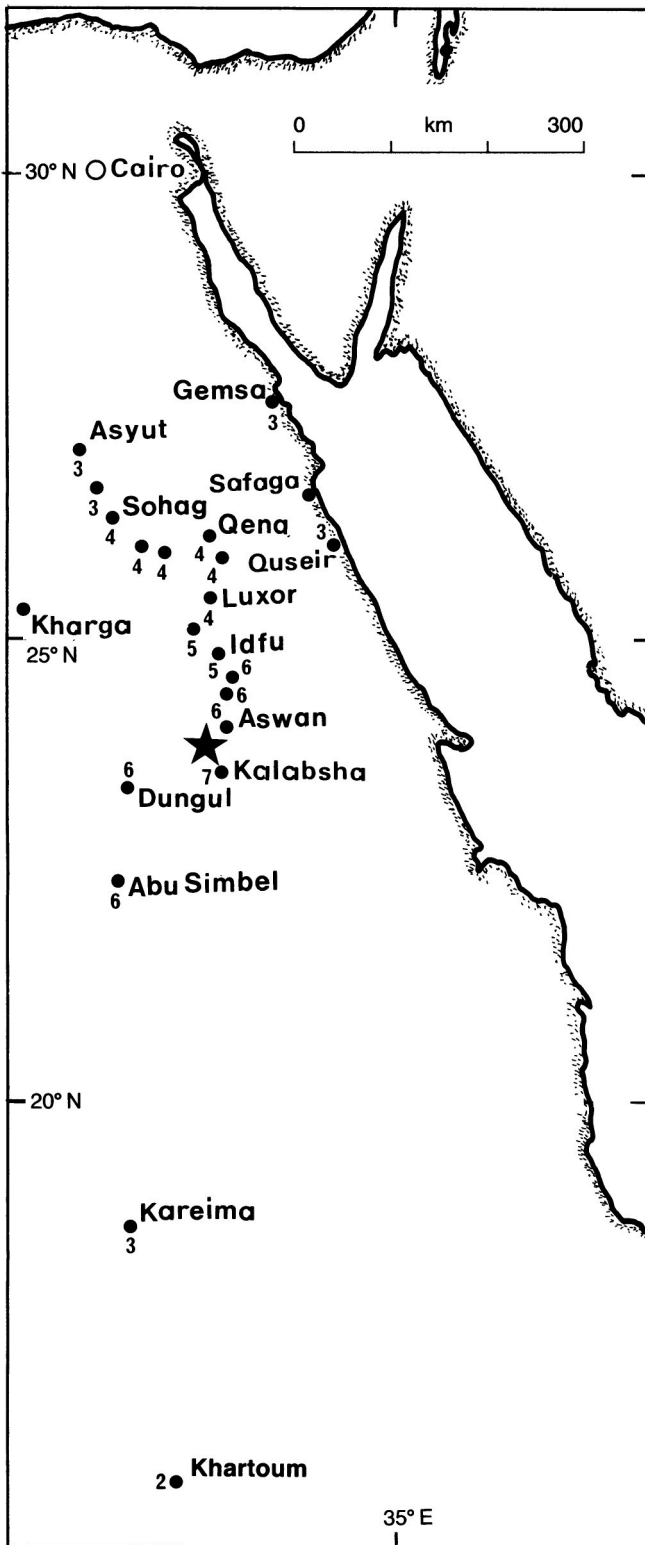 0 km 300
30° N Cairo
Gemsa
3
Asyut
3
Safaga
3
Sohag
4
Qena
3
4
4
4
4
Quseir
Luxor
4
Kharga
5
Idfu
25° N
5
6
6
6
Aswan
Kalabsha
7
6
Dungul
Abu Simbel
6
20° N
Kareima
3
Khartoum
2
35° E